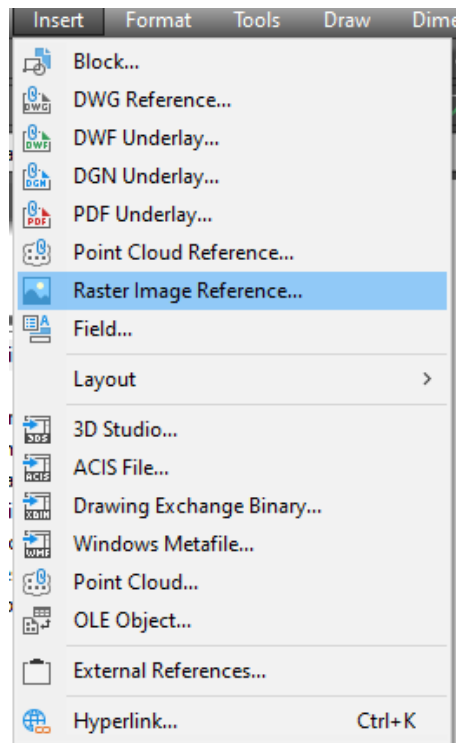 Insert Format Tools Draw Dime
Block...
DWG Reference...
DWF Underlay...
DGN Underlay...
PDF Underlay...
Point Cloud Reference...
Raster Image Reference...
Field...
Layout
3D Studio...
ACIS File...
Drawing Exchange Binary...
Windows Metafile...
Point Cloud...
OLE Object...
External References...
Hyperlink... Ctrl+K